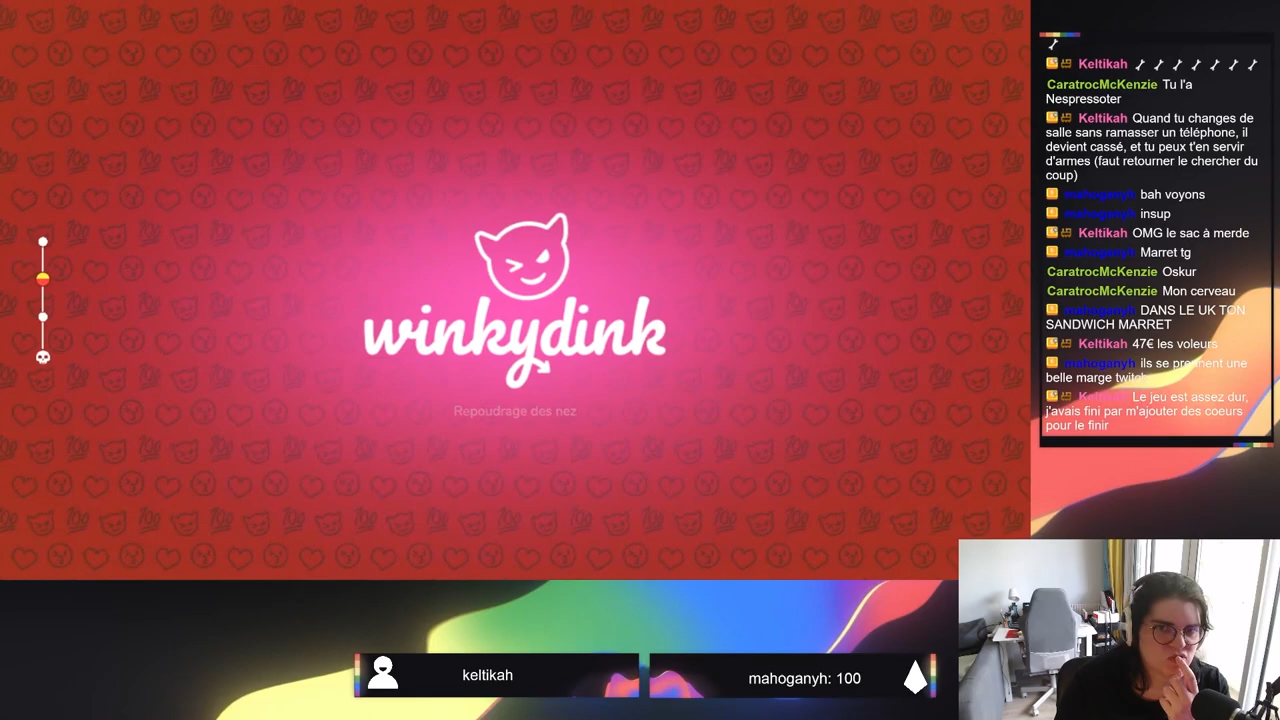 winkydink
Repoudrage des nez
Keltikah
CaratrocMcKenzie Tu l'a
Nespressoter
Keltikah Quand tu changes de
salle sans ramasser un téléphone, il
devient cassé, et tu peux t'en servir
d'armes (faut retourner le chercher du
coup)
mahoganyh bah voyons
mahoganyh insup
Keltikah OMG le sac à merde
mahoganyh Marret tg
CaratrocMcKenzie Oskur
CaratrocMcKenzie Mon cerveau
mahoganyh DANS LE UK TON
SANDWICH MARRET
Keltikah 47€ les voleurs
mahoganyh ils se prennent une
belle marge twitch
Keltikah Le jeu est assez dur,
j'avais fini par m'ajouter des coeurs
pour le finir
keltikah
mahoganyh: 100